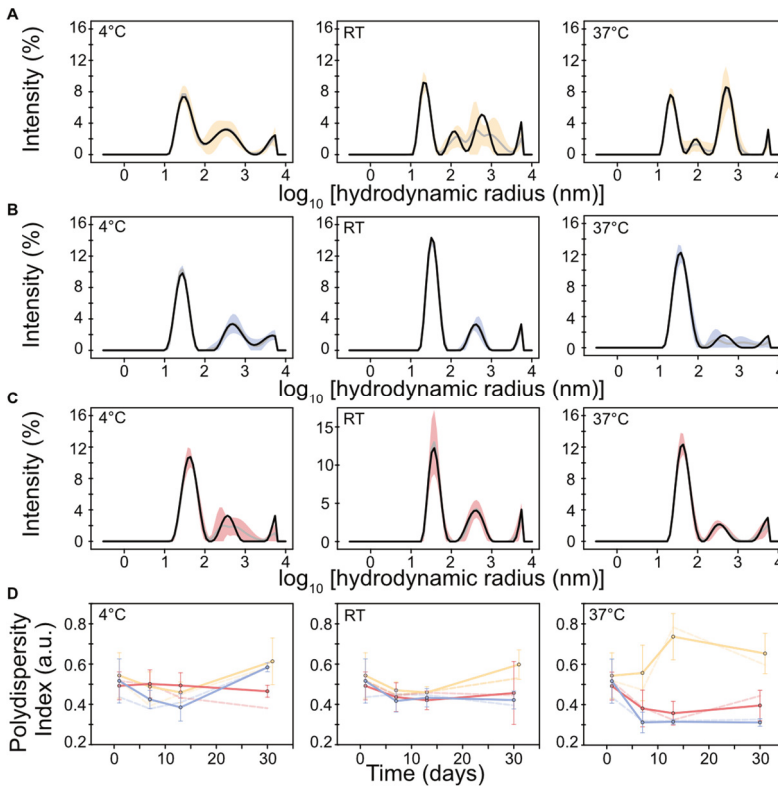 A
4°C
RT
37°C
Intensity (%)
16
12
8
4
0
16
12
8
4
0
16
12
8
4
0
0 1 2 3 4
0 1 2 3 4
0 1 2 3 4
log10 [hydrodynamic radius (nm)]
B
4°C
RT
37°C
Intensity (%)
16
12
8
4
0
16
12
8
4
0
16
12
8
4
0
0 1 2 3 4
0 1 2 3 4
0 1 2 3 4
log10 [hydrodynamic radius (nm)]
C
4°C
RT
37°C
Intensity (%)
16
12
8
4
0
15
10
5
0
16
12
8
4
0
0 1 2 3 4
0 1 2 3 4
0 1 2 3 4
log10 [hydrodynamic radius (nm)]
D
4°C
RT
37°C
Polydispersity
Index (a.u.)
0.8
0.6
0.4
0.2
0.8
0.6
0.4
0.2
0.8
0.6
0.4
0.2
0 10 20 30
0 10 20 30
0 10 20 30
Time (days)